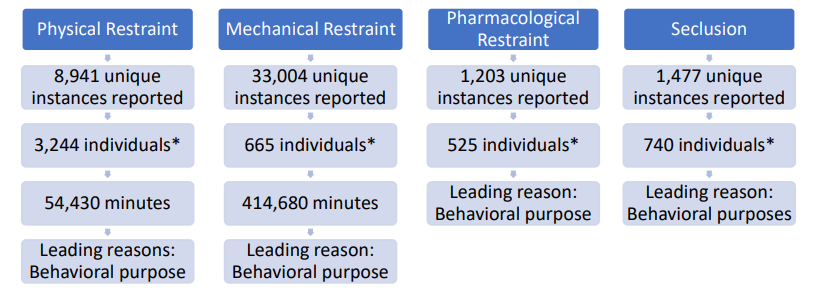 Physical Restraint
8,941 unique
instances reported
3,244 individuals*
54,430 minutes
Leading reasons:
Behavioral purpose
Mechanical Restraint
33,004 unique
instances reported
665 individuals*
414,680 minutes
Leading reason:
Behavioral purpose
Pharmacological
Restraint
1,203 unique
instances reported
525 individuals*
Leading reason:
Behavioral purpose
Seclusion
1,477 unique
instances reported
740 individuals*
Leading reason:
Behavioral purposes